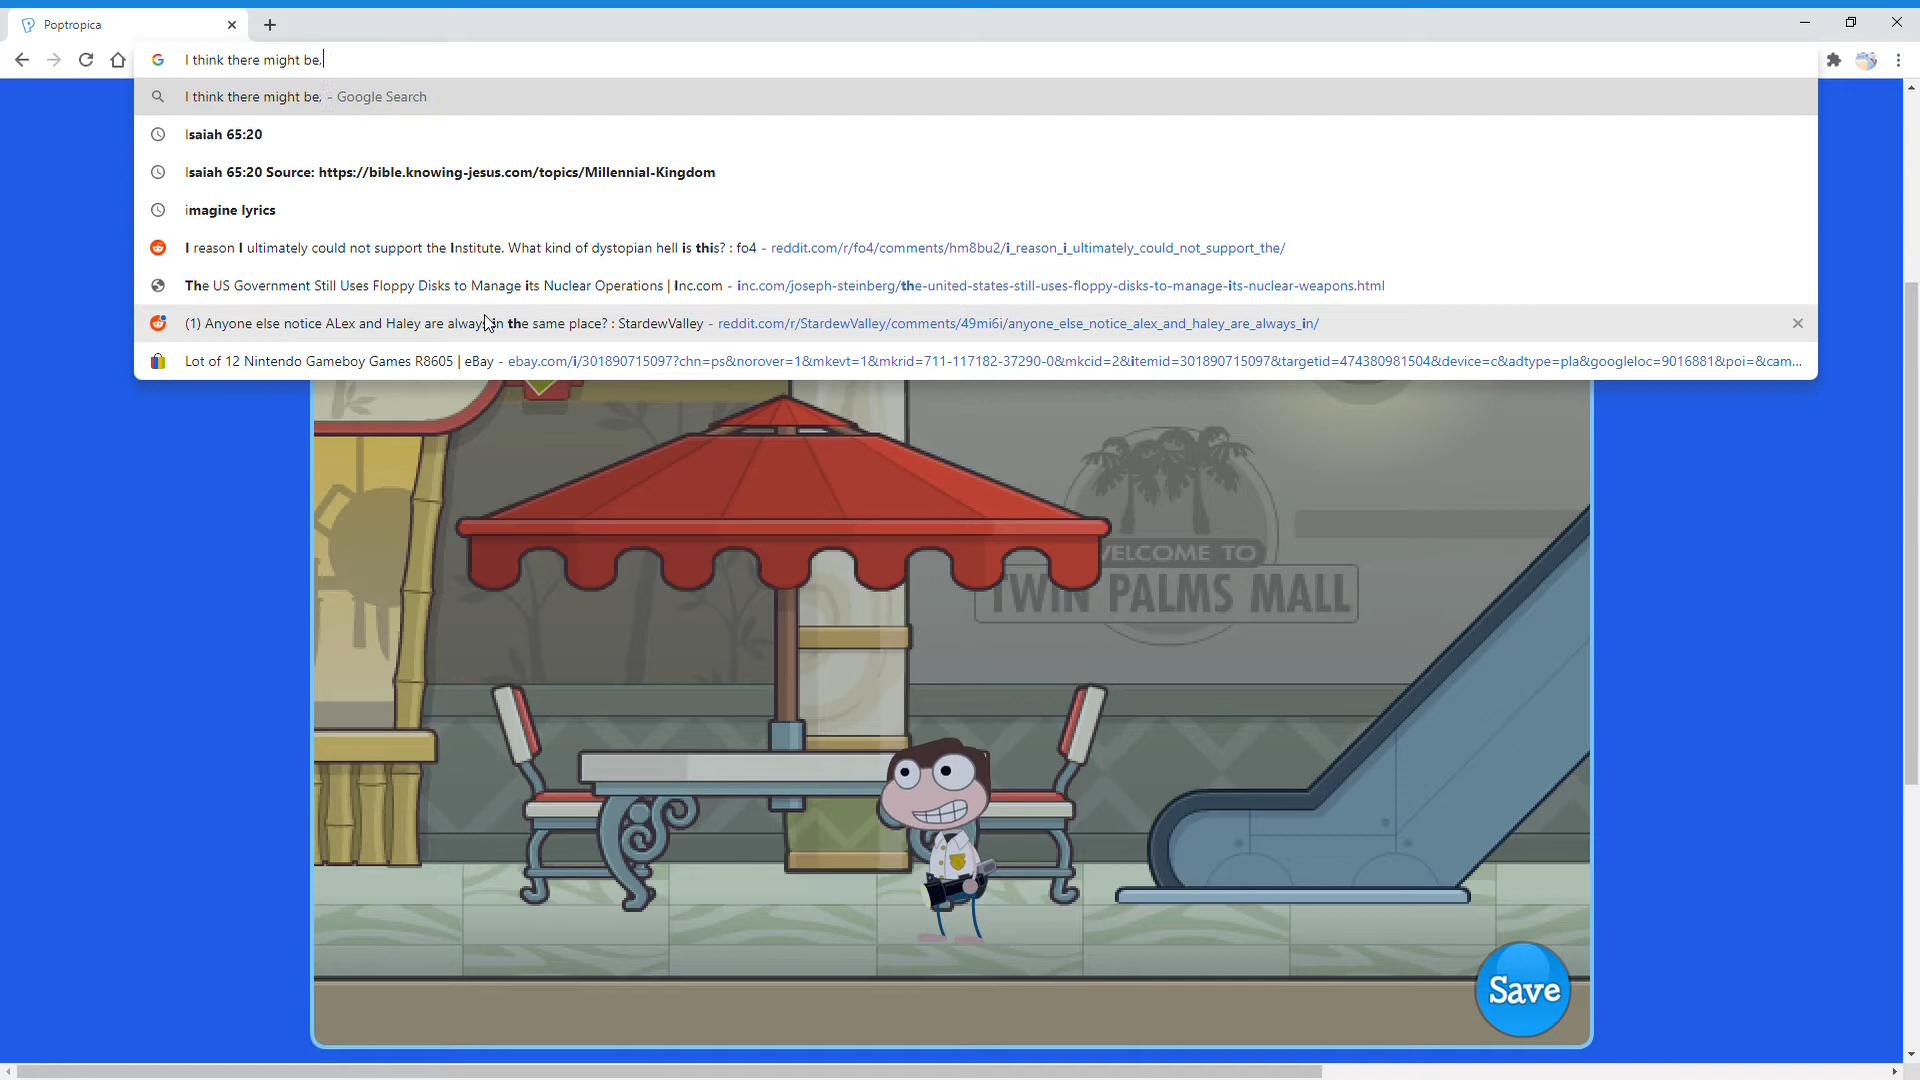 Poptropica
I think there might be,
I think there might be, - Google Search
Isaiah 65:20
Isaiah 65:20 Source: https://bible.knowing-jesus.com/topics/Millennial-Kingdom
imagine lyrics
I reason I ultimately could not support the Institute. What kind of dystopian hell is this? : fo4 - reddit.com/r/fo4/comments/hm8bu2/i_reason_i_ultimately_could_not_support_the/
The US Government Still Uses Floppy Disks to Manage its Nuclear Operations | Inc.com - inc.com/joseph-steinberg/the-united-states-still-uses-floppy-disks-to-manage-its-nuclear-weapons.html
(1) Anyone else notice ALex and Haley are always in the same place? : StardewValley - reddit.com/r/StardewValley/comments/49mi6i/anyone_else_notice_alex_and_haley_are_always_in/
Lot of 12 Nintendo Gameboy Games R8605 | eBay - ebay.com/i/301890715097?chn=ps&norover=1&mkevt=1&mkrid=711-117182-37290-0&mkcid=2&itemid=301890715097&targetid=474380981504&device=c&adtype=pla&googleloc=9016881&poi=&cam...
WELCOME TO
TWIN PALMS MALL
Save